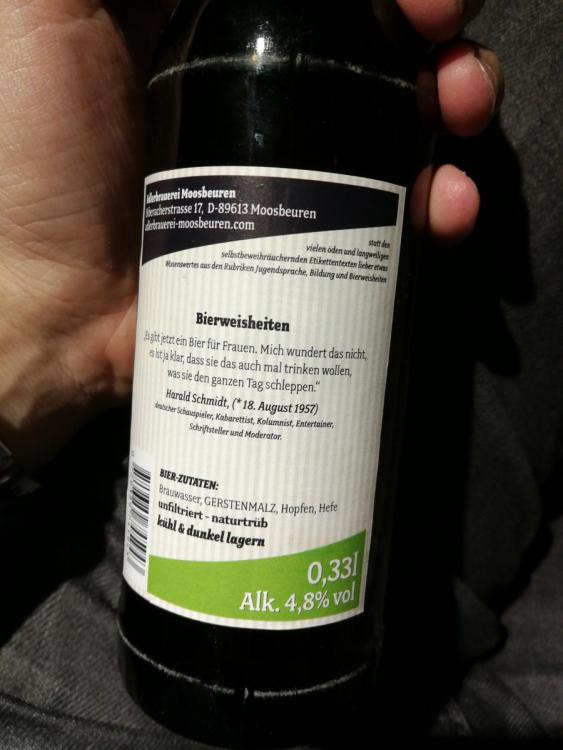 Adlerbrauerei Moosbeuren
Biberacherstrasse 17, D-89613 Moosbeuren
adlerbrauerei-moosbeuren.com
statt den
vielen öden und langweiligen
selbstbeweihräuchernden Etikettentexten lieber etwas
Wissenswertes aus den Rubriken Jugendsprache, Bildung und Bierweisheiten
Bierweisheiten
„Es gibt jetzt ein Bier für Frauen. Mich wundert das nicht,
es ist ja klar, dass sie das auch mal trinken wollen,
was sie den ganzen Tag schleppen.“
Harald Schmidt, (* 18. August 1957)
deutscher Schauspieler, Kabarettist, Kolumnist, Entertainer,
Schriftsteller und Moderator.
BIER-ZUTATEN:
Brauwasser, GERSTENMALZ, Hopfen, Hefe
unfiltriert - naturtrüb
kühl & dunkel lagern
0,33l
Alk. 4,8% vol